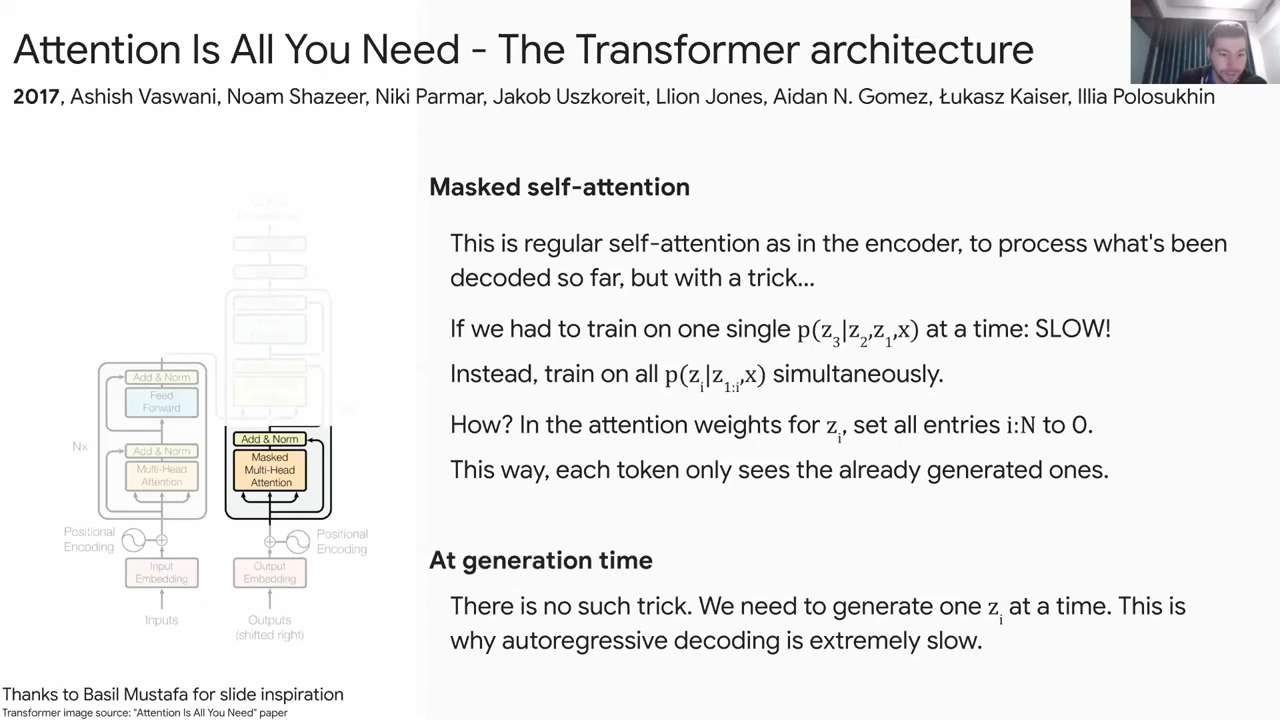 Attention Is All You Need - The Transformer architecture
2017, Ashish Vaswani, Noam Shazeer, Niki Parmar, Jakob Uszkoreit, Llion Jones, Aidan N. Gomez, Łukasz Kaiser, Illia Polosukhin
Masked self-attention
This is regular self-attention as in the encoder, to process what's been
decoded so far, but with a trick...
If we had to train on one single p(z₃|z₂,z₁,x) at a time: SLOW!
Instead, train on all p(zᵢ|z₁:ᵢ,x) simultaneously.
How? In the attention weights for zᵢ, set all entries i:N to 0.
This way, each token only sees the already generated ones.
At generation time
There is no such trick. We need to generate one zᵢ at a time. This is
why autoregressive decoding is extremely slow.
Add & Norm
Feed
Forward
Nx
Add & Norm
Multi-Head
Attention
Positional
Encoding
Input
Embedding
Inputs
Add & Norm
Masked
Multi-Head
Attention
Positional
Encoding
Output
Embedding
Outputs
(shifted right)
Thanks to Basil Mustafa for slide inspiration
Transformer image source: "Attention Is All You Need" paper